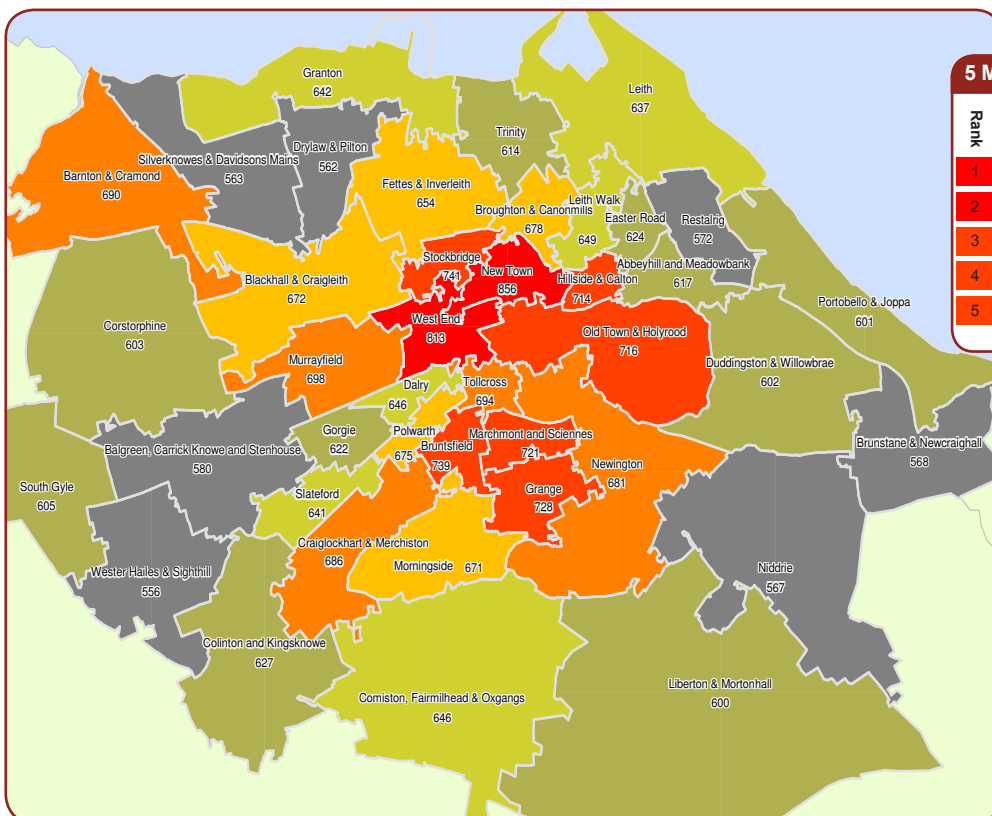 Granton
642
Leith
637
5 M
Rank
1
2
3
4
5
Trinity
614
Drylaw & Pilton
562
Silverknowes & Davidsons Mains
563
Barnton & Cramond
690
Fettes & Inverleith
654
Broughton & Canonmills
678
Leith Walk
649
Easter Road
624
Restalrig
572
Stockbridge
741
New Town
856
Hillside & Calton
714
Abbeyhill and Meadowbank
617
Blackhall & Craigleith
672
Portobello & Joppa
601
Corstorphine
603
West End
813
Old Town & Holyrood
716
Murrayfield
698
Duddingston & Willowbrae
602
Dalry
646
Tollcross
694
Gorgie
622
Polwarth
675
Bruntsfield
739
Marchmont and Sciennes
721
Balgreen, Carrick Knowe and Stenhouse
580
Brunstane & Newcraighall
568
Newington
681
South Gyle
605
Slateford
641
Grange
728
Craiglockhart & Merchiston
686
Morningside 671
Wester Hailes & Sighthill
556
Niddrie
567
Colinton and Kingsknowe
627
Comiston, Fairmilhead & Oxgangs
646
Liberton & Mortonhall
600